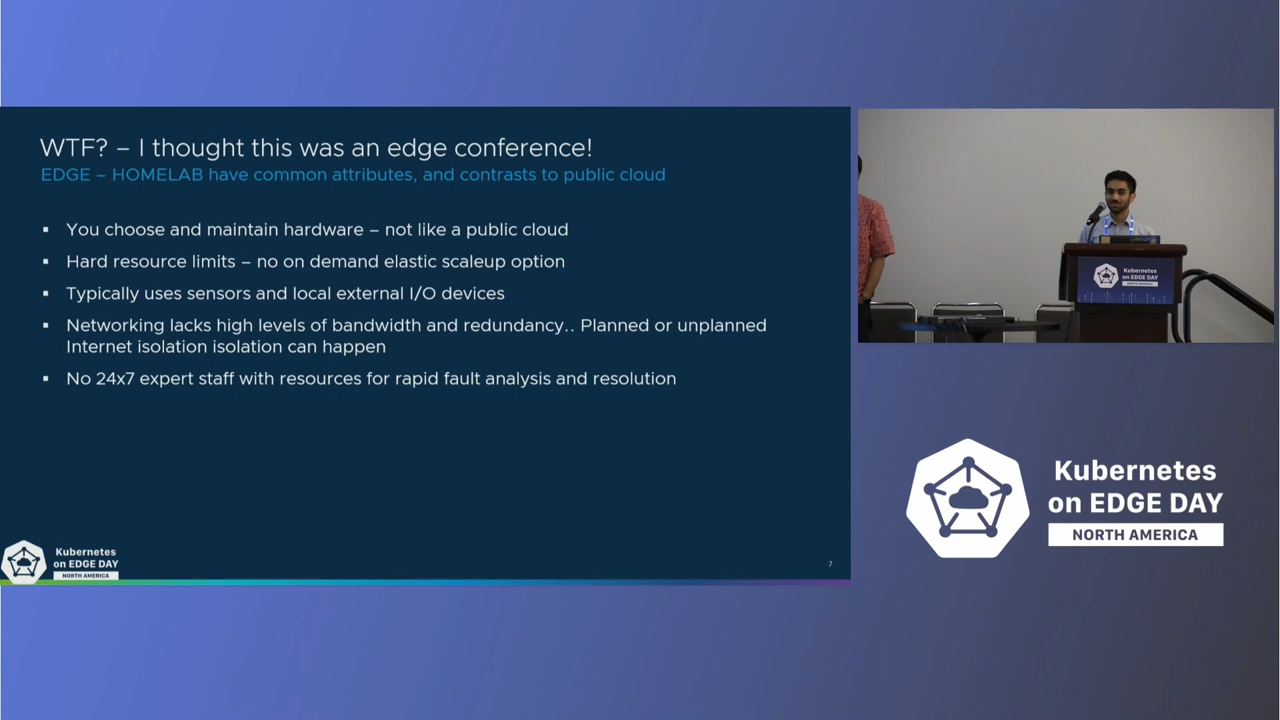 WTF? – I thought this was an edge conference!
EDGE – HOMELAB have common attributes, and contrasts to public cloud
▪ You choose and maintain hardware – not like a public cloud
▪ Hard resource limits – no on demand elastic scaleup option
▪ Typically uses sensors and local external I/O devices
▪ Networking lacks high levels of bandwidth and redundancy.. Planned or unplanned
Internet isolation isolation can happen
▪ No 24x7 expert staff with resources for rapid fault analysis and resolution
Kubernetes
on EDGE DAY
NORTH AMERICA
7
Kubernetes
on EDGE DAY
NORTH AMERICA
Kubernetes
on EDGE DAY
NORTH AMERICA